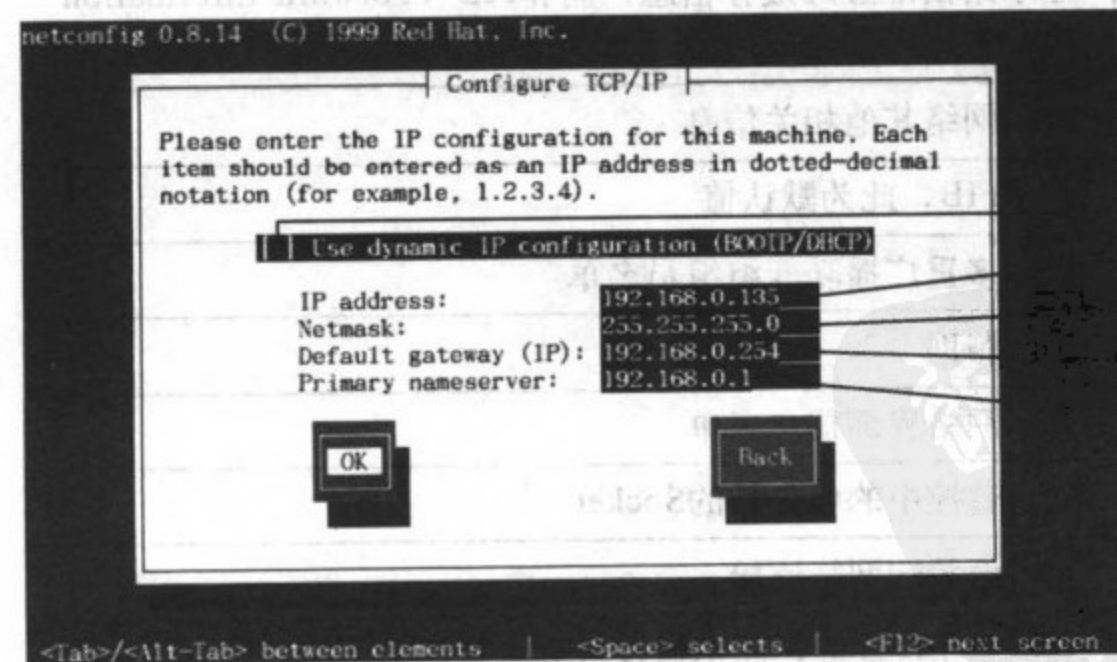 netconfig 0.8.14 (C) 1999 Red Hat, Inc.
Configure TCP/IP
Please enter the IP configuration for this machine. Each
item should be entered as an IP address in dotted-decimal
notation (for example, 1.2.3.4).
[ ] Use dynamic IP configuration (BOOTP/DHCP)
IP address: 192.168.0.135
Netmask: 255.255.255.0
Default gateway (IP): 192.168.0.254
Primary nameserver: 192.168.0.1
OK Back
<Tab>/<Alt-Tab> between elements | <Space> selects | <F12> next screen